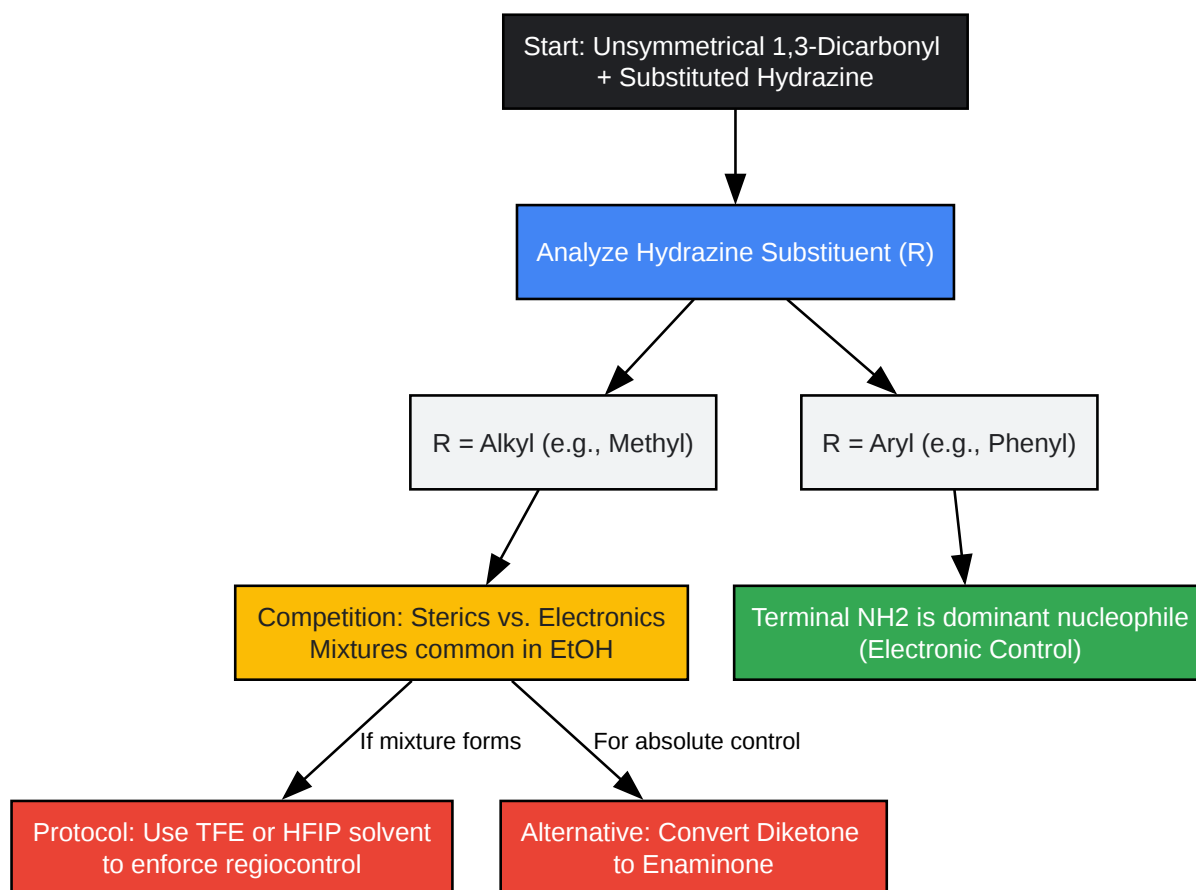 Start: Unsymmetrical 1,3-Dicarbonyl
+ Substituted Hydrazine
Analyze Hydrazine Substituent (R)
R = Alkyl (e.g., Methyl)
R = Aryl (e.g., Phenyl)
Competition: Sterics vs. Electronics
Mixtures common in EtOH
Terminal NH2 is dominant nucleophile
(Electronic Control)
If mixture forms
For absolute control
Protocol: Use TFE or HFIP solvent
to enforce regiocontrol
Alternative: Convert Diketone
to Enaminone